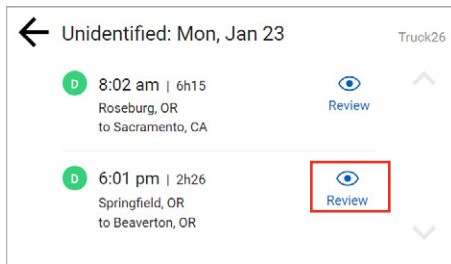 Unidentified: Mon, Jan 23
Truck26
D 8:02 am | 6h15
Roseburg, OR
to Sacramento, CA
Review
D 6:01 pm | 2h26
Springfield, OR
to Beaverton, OR
Review